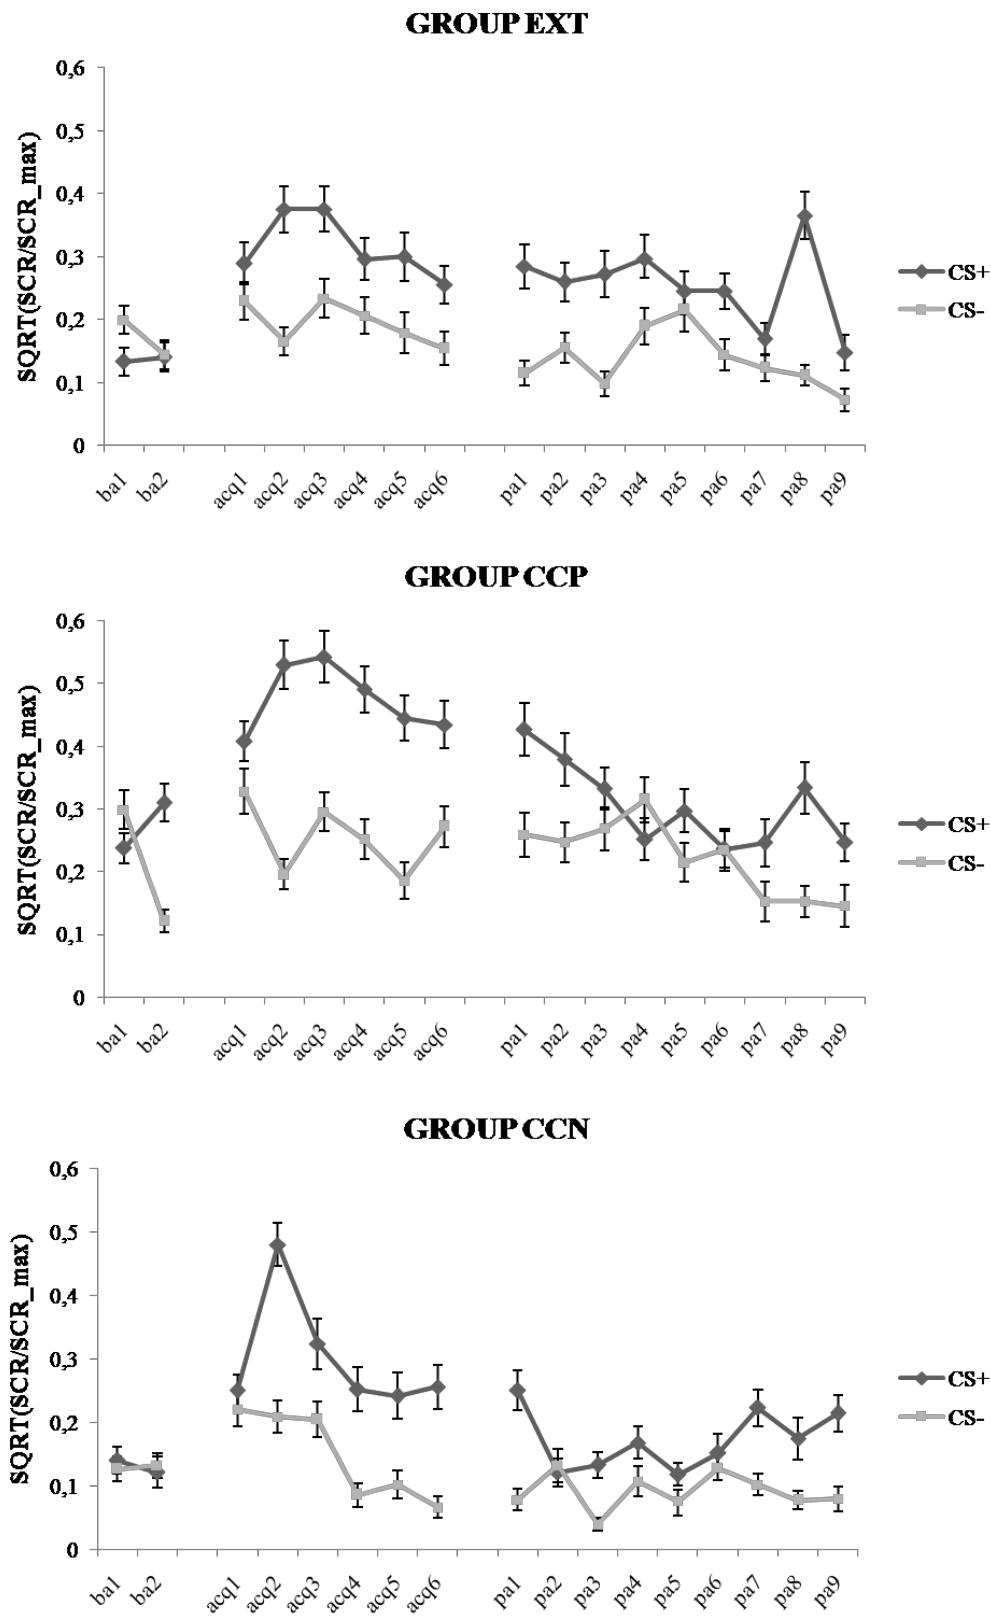 GROUP EXT
SQRT(SCR/SCR_max)
0,6
0,5
0,4
0,3
0,2
0,1
0
CS+
CS-
ba1 ba2 acq1 acq2 acq3 acq4 acq5 acq6 pa1 pa2 pa3 pa4 pa5 pa6 pa7 pa8 pa9
GROUP CCP
SQRT(SCR/SCR_max)
0,6
0,5
0,4
0,3
0,2
0,1
0
CS+
CS-
ba1 ba2 acq1 acq2 acq3 acq4 acq5 acq6 pa1 pa2 pa3 pa4 pa5 pa6 pa7 pa8 pa9
GROUP CCN
SQRT(SCR/SCR_max)
0,6
0,5
0,4
0,3
0,2
0,1
0
CS+
CS-
ba1 ba2 acq1 acq2 acq3 acq4 acq5 acq6 pa1 pa2 pa3 pa4 pa5 pa6 pa7 pa8 pa9